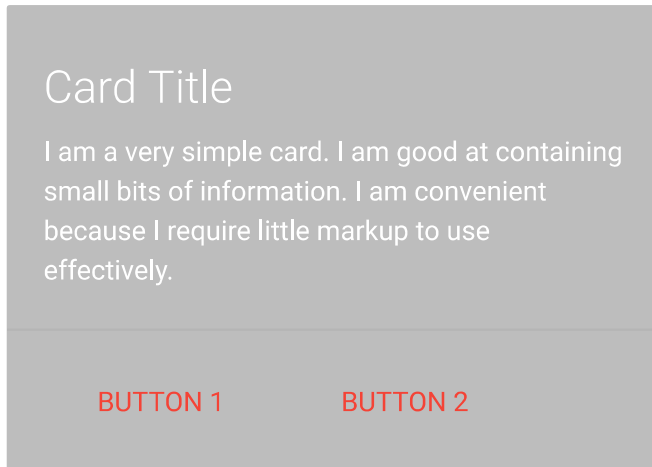 Card Title
I am a very simple card. I am good at containing
small bits of information. I am convenient
because I require little markup to use
effectively.
BUTTON 1
BUTTON 2